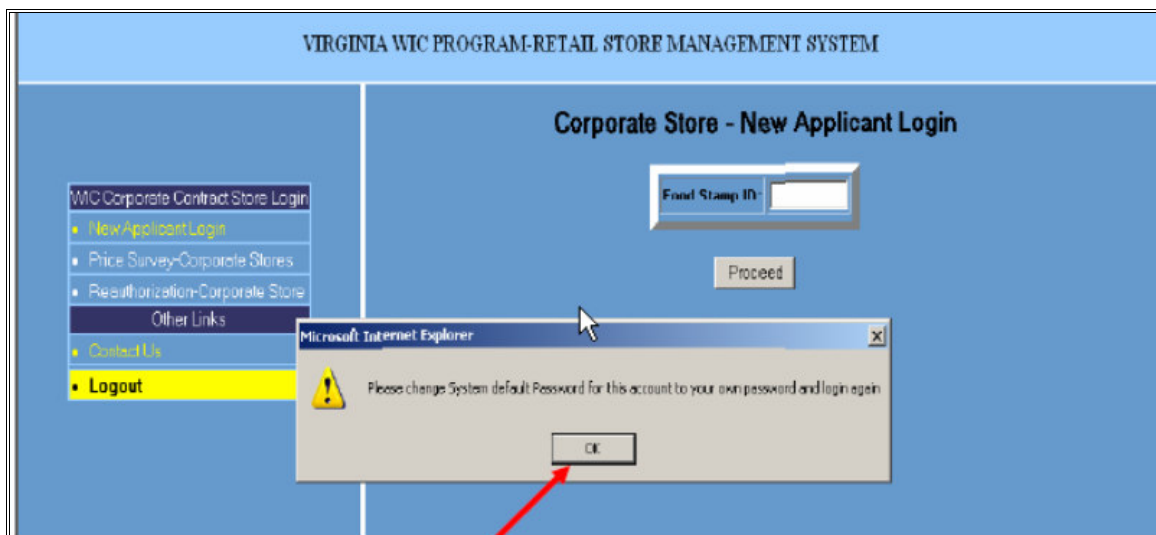 VIRGINIA WIC PROGRAM-RETAIL STORE MANAGEMENT SYSTEM
Corporate Store - New Applicant Login
WIC Corporate Contract Store Login
New Applicant Login
Price Survey-Corporate Stores
Reauthorization-Corporate Store
Other Links
Contact Us
Logout
Food Stamp ID:
Proceed
Microsoft Internet Explorer
Please change System default Password for this account to your own password and login again
OK